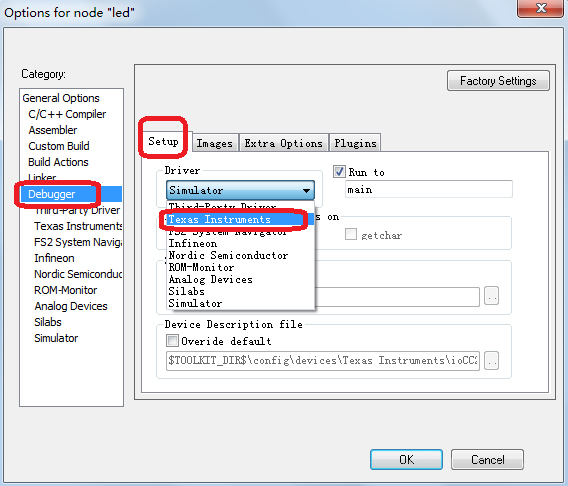 Options for node "led"
Category:
Factory Settings
General Options
C/C++ Compiler
Assembler
Custom Build
Build Actions
Linker
Debugger
Third-Party Driver
Texas Instruments
FS2 System Naviga
Infineon
Nordic Semiconduc
ROM-Monitor
Analog Devices
Silabs
Simulator
Setup
Images
Extra Options
Plugins
Driver
Simulator
Third-Party Driver
Texas Instruments
FS2 System Navigator
Infineon
Nordic Semiconductor
ROM-Monitor
Analog Devices
Silabs
Simulator
Run to
main
s on
getchar
...
Device Description file
Overide default
$TOOLKIT_DIR$\config\devices\Texas Instruments\ioCC2
...
OK
Cancel